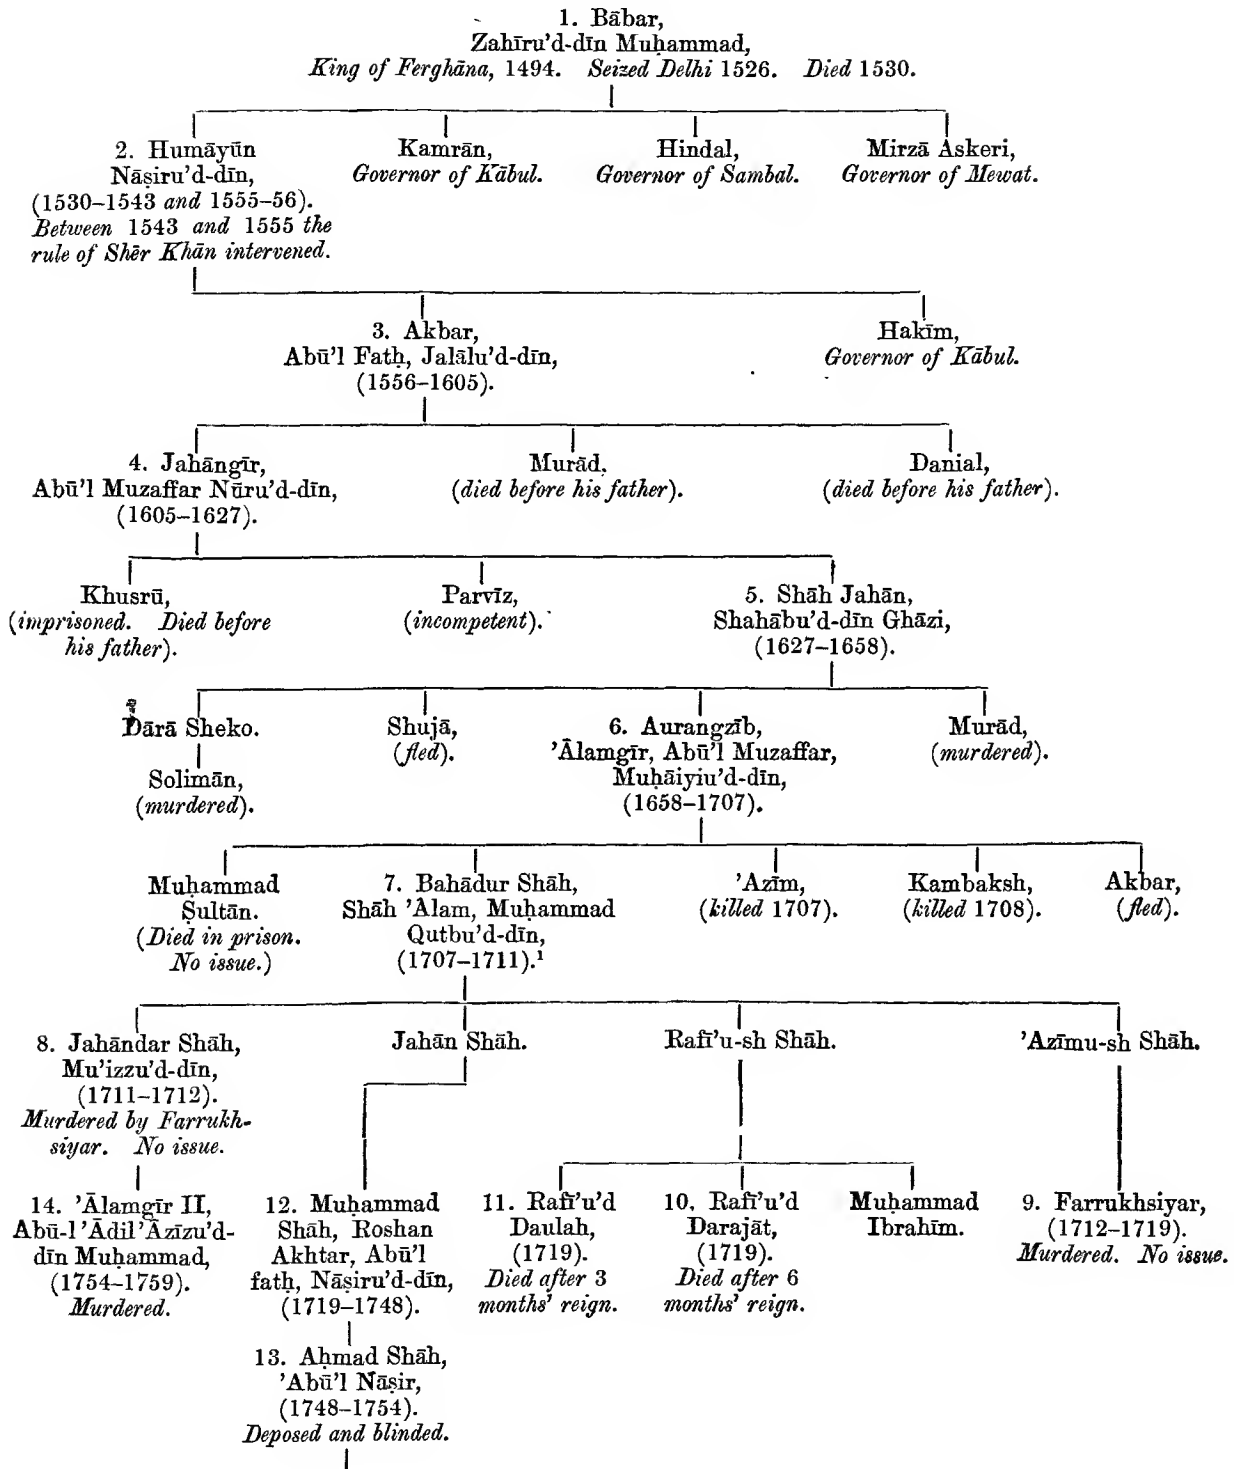 1. Bābar,
Zahīru'd-dīn Muḥammad,
King of Ferghāna, 1494. Seized Delhi 1526. Died 1530.
2. Humāyūn
Nāṣiru'd-dīn,
(1530–1543 and 1555–56).
Between 1543 and 1555 the
rule of Shēr Khān intervened.
Kamrān,
Governor of Kābul.
Hindal,
Governor of Sambal.
Mirzā Askeri,
Governor of Mewat.
3. Akbar,
Abū'l Fatḥ, Jalālu'd-dīn,
(1556–1605).
Hakīm,
Governor of Kābul.
4. Jahāngīr,
Abū'l Muzaffar Nūru'd-dīn,
(1605–1627).
Murād.
(died before his father).
Danial,
(died before his father).
Khusrū,
(imprisoned. Died before
his father).
Parvīz,
(incompetent).
5. Shāh Jahān,
Shahābu'd-dīn Ghāzi,
(1627–1658).
Dārā Sheko.
Solimān,
(murdered).
Shujā,
(fled).
6. Aurangzīb,
'Ālamgīr, Abū'l Muzaffar,
Muḥāiyiu'd-dīn,
(1658–1707).
Murād,
(murdered).
Muḥammad
Ṣultān.
(Died in prison.
No issue.)
7. Bahādur Shāh,
Shāh 'Ālam, Muḥammad
Qutbu'd-dīn,
(1707–1711).¹
'Azīm,
(killed 1707).
Kambaksh,
(killed 1708).
Akbar,
(fled).
8. Jahāndar Shāh,
Mu'izzu'd-dīn,
(1711–1712).
Murdered by Farrukh-
siyar. No issue.
Jahān Shāh.
Rafī'u-sh Shāh.
'Azīmu-sh Shāh.
14. 'Ālamgīr II,
Abū-l 'Ādil 'Āzīzu'd-
dīn Muḥammad,
(1754–1759).
Murdered.
12. Muḥammad
Shāh, Roshan
Akhtar, Abū'l
fatḥ, Nāṣiru'd-dīn,
(1719–1748).
11. Rafī'u'd
Daulah,
(1719).
Died after 3
months' reign.
10. Rafī'u'd
Darajāt,
(1719).
Died after 6
months' reign.
Muḥammad
Ibrahīm.
9. Farrukhsiyar,
(1712–1719).
Murdered. No issue.
13. Aḥmad Shāh,
'Abū'l Nāṣir,
(1748–1754).
Deposed and blinded.